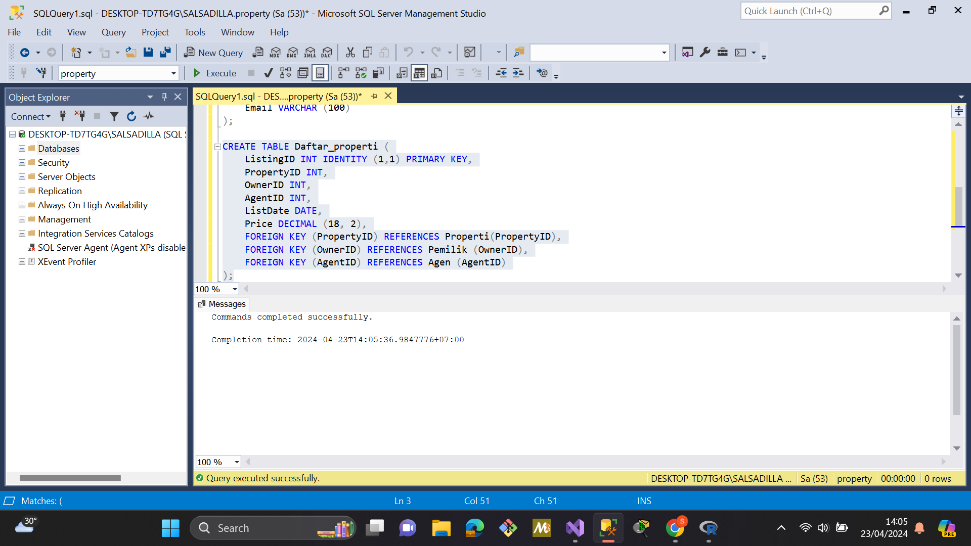 SQLQuery1.sql - DESKTOP-TD7TG4G\SALSADILLA.property (Sa (53))* - Microsoft SQL Server Management Studio
Quick Launch (Ctrl+Q)
File Edit View Query Project Tools Window Help
New Query
MDX DMX XMLA DAX
property
Execute
Object Explorer
Connect
DESKTOP-TD7TG4G\SALSADILLA (SQL S
Databases
Security
Server Objects
Replication
Always On High Availability
Management
Integration Services Catalogs
SQL Server Agent (Agent XPs disable
XEvent Profiler
SQLQuery1.sql - DES....property (Sa (53))*
Email VARCHAR (100)
);
CREATE TABLE Daftar_properti (
ListingID INT IDENTITY (1,1) PRIMARY KEY,
PropertyID INT,
OwnerID INT,
AgentID INT,
ListDate DATE,
Price DECIMAL (18, 2),
FOREIGN KEY (PropertyID) REFERENCES Properti(PropertyID),
FOREIGN KEY (OwnerID) REFERENCES Pemilik (OwnerID),
FOREIGN KEY (AgentID) REFERENCES Agen (AgentID)
);
100 %
Messages
Commands completed successfully.
Completion time: 2024-04-23T14:05:36.9847776+07:00
100 %
Query executed successfully.
DESKTOP-TD7TG4G\SALSADILLA ... Sa (53) property 00:00:00 0 rows
Matches: (
Ln 3 Col 51 Ch 51 INS
30°
Search
8
14:05
23/04/2024
PRE